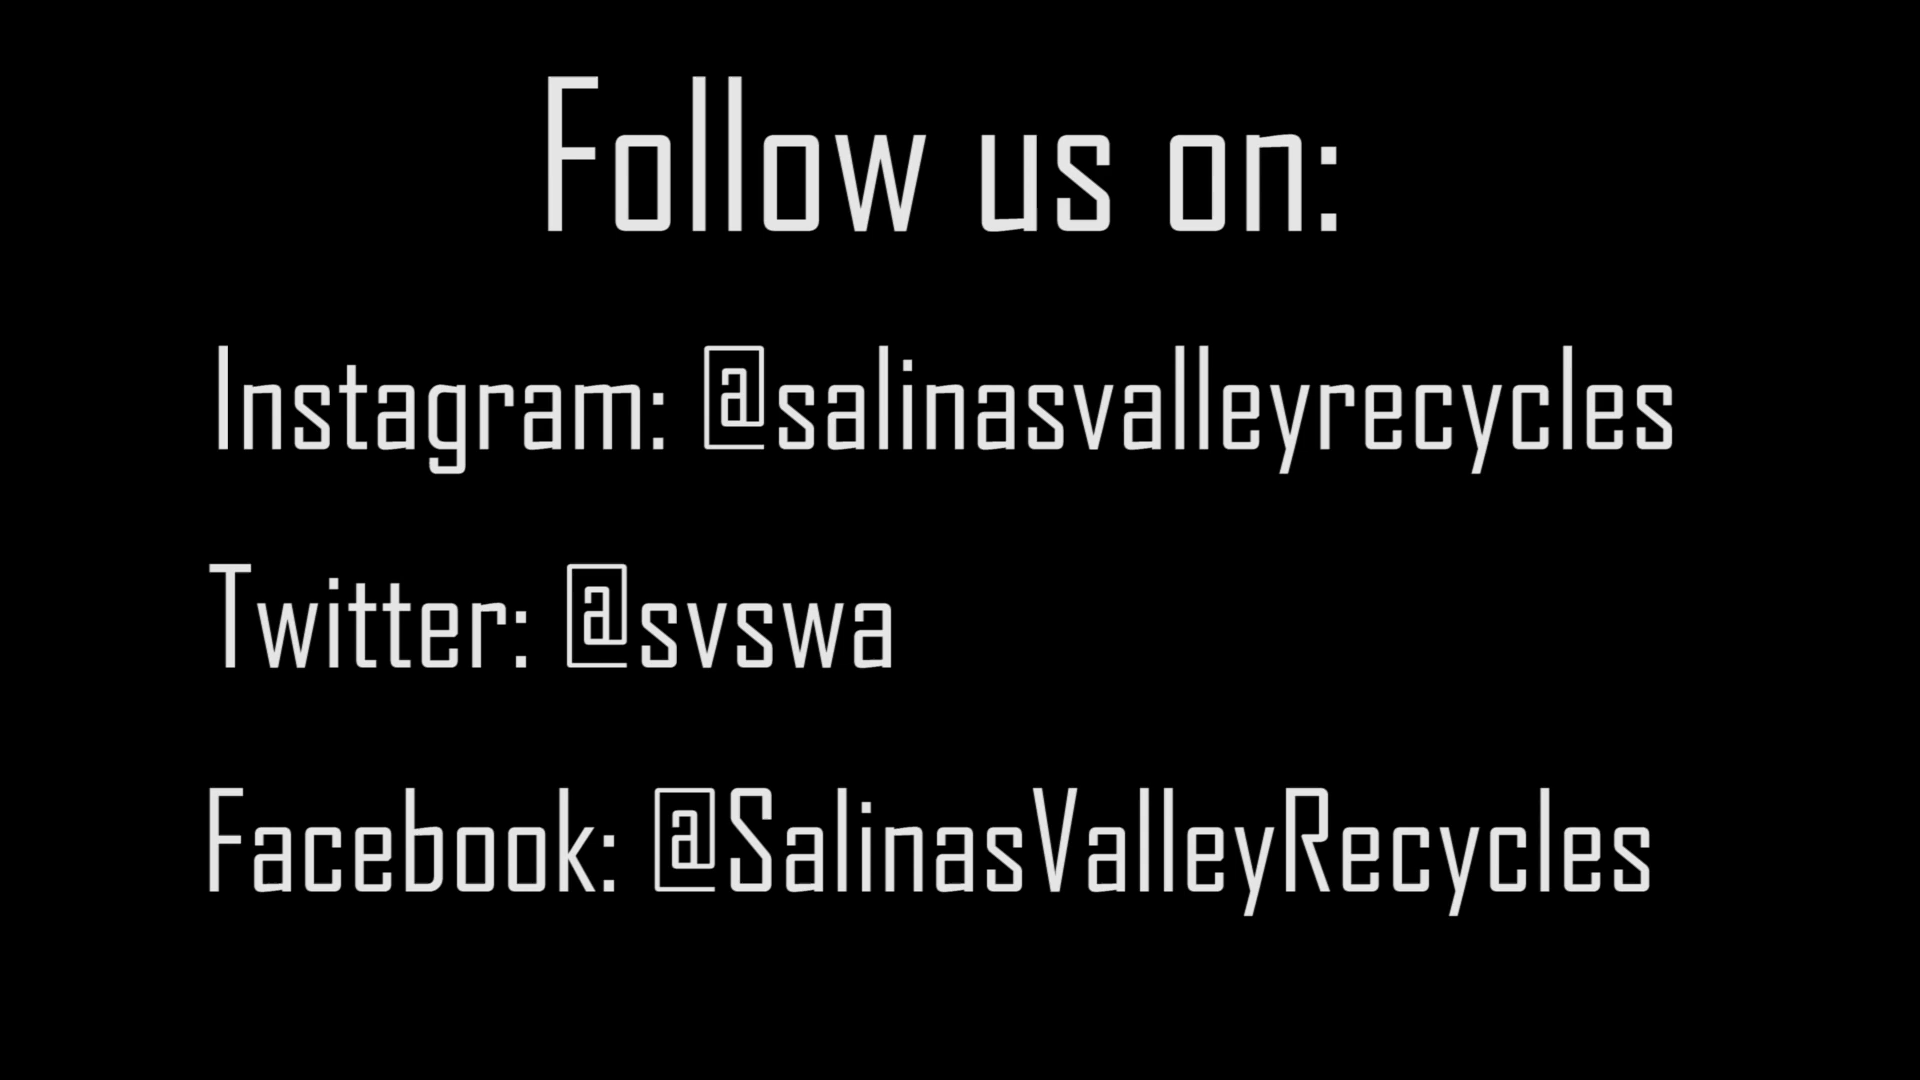 Follow us on:
Instagram: @salinasvalleyrecycles
Twitter: @svswa
Facebook: @SalinasValleyRecycles